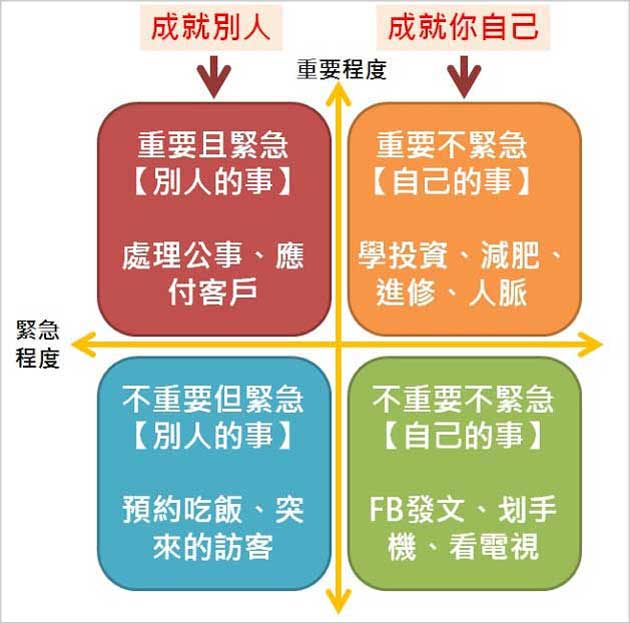 成就別人
成就你自己
重要程度
重要且緊急
【別人的事】
處理公事、應
付客戶
重要不緊急
【自己的事】
學投資、減肥、
進修、人脈
緊急
程度
不重要但緊急
【別人的事】
預約吃飯、突
來的訪客
不重要不緊急
【自己的事】
FB發文、划手
機、看電視